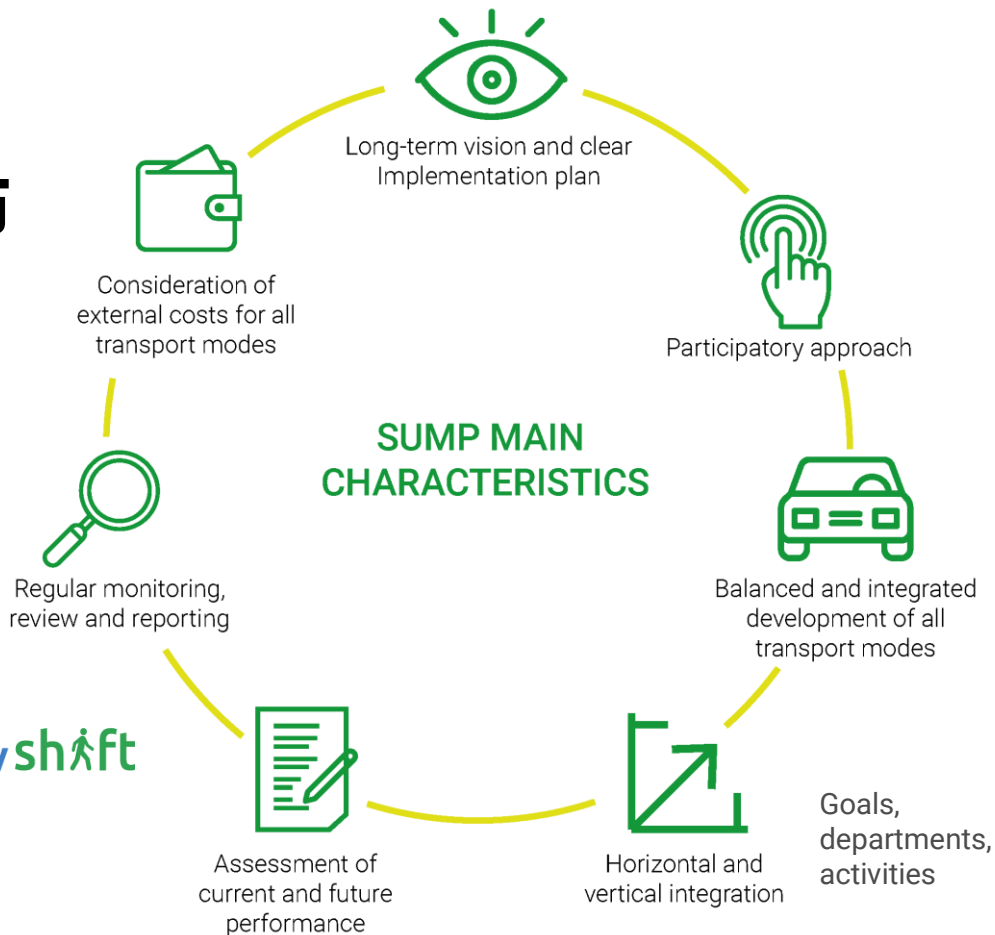 Long-term vision and clear
Implementation plan
Participatory approach
Balanced and integrated
development of all
transport modes
Horizontal and
vertical integration
Goals,
departments,
activities
Assessment of
current and future
performance
Regular monitoring,
review and reporting
Consideration of
external costs for all
transport modes
SUMP MAIN
CHARACTERISTICS
shift